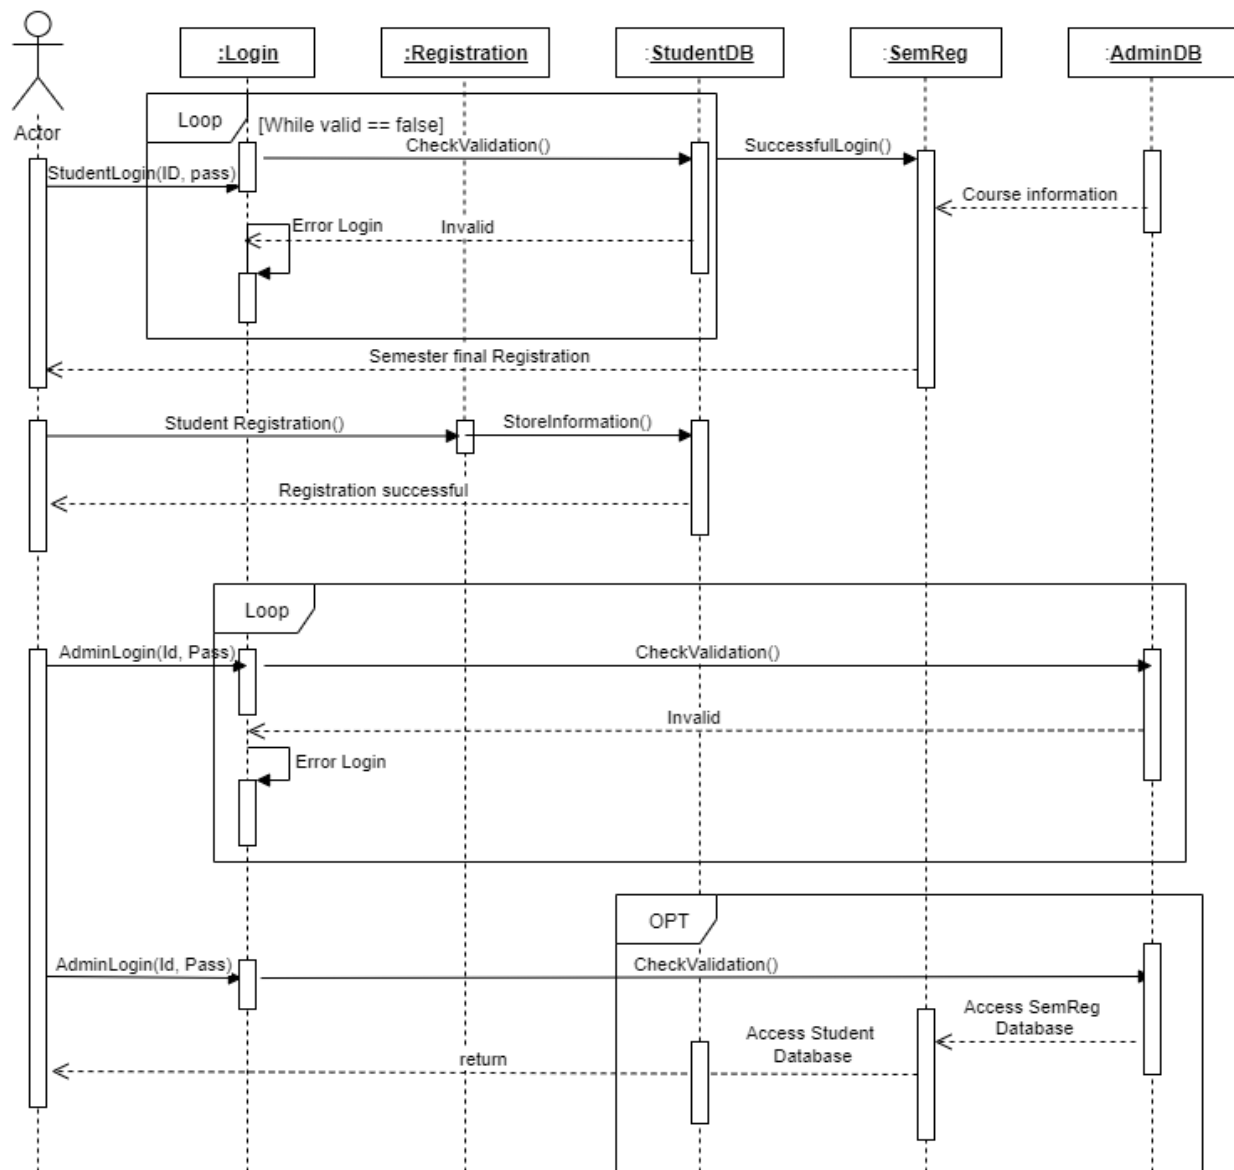 :Login
:Registration
:StudentDB
:SemReg
:AdminDB
Actor
Loop
[While valid == false]
CheckValidation()
SuccessfulLogin()
StudentLogin(ID, pass)
Course information
Error Login
Invalid
Semester final Registration
Student Registration()
StoreInformation()
Registration successful
Loop
AdminLogin(Id, Pass)
CheckValidation()
Invalid
Error Login
OPT
AdminLogin(Id, Pass)
CheckValidation()
Access SemReg
Database
Access Student
Database
return